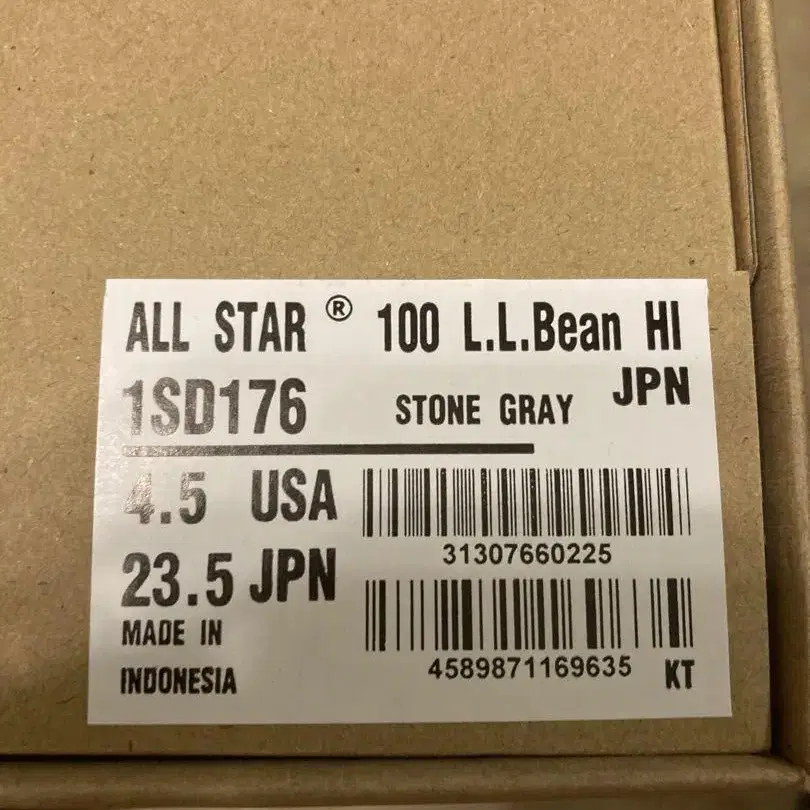 ALL STAR ® 100 L.L.Bean HI
1SD176 STONE GRAY JPN
4.5 USA
31307660225
23.5 JPN
MADE IN
INDONESIA
4589871169635 KT